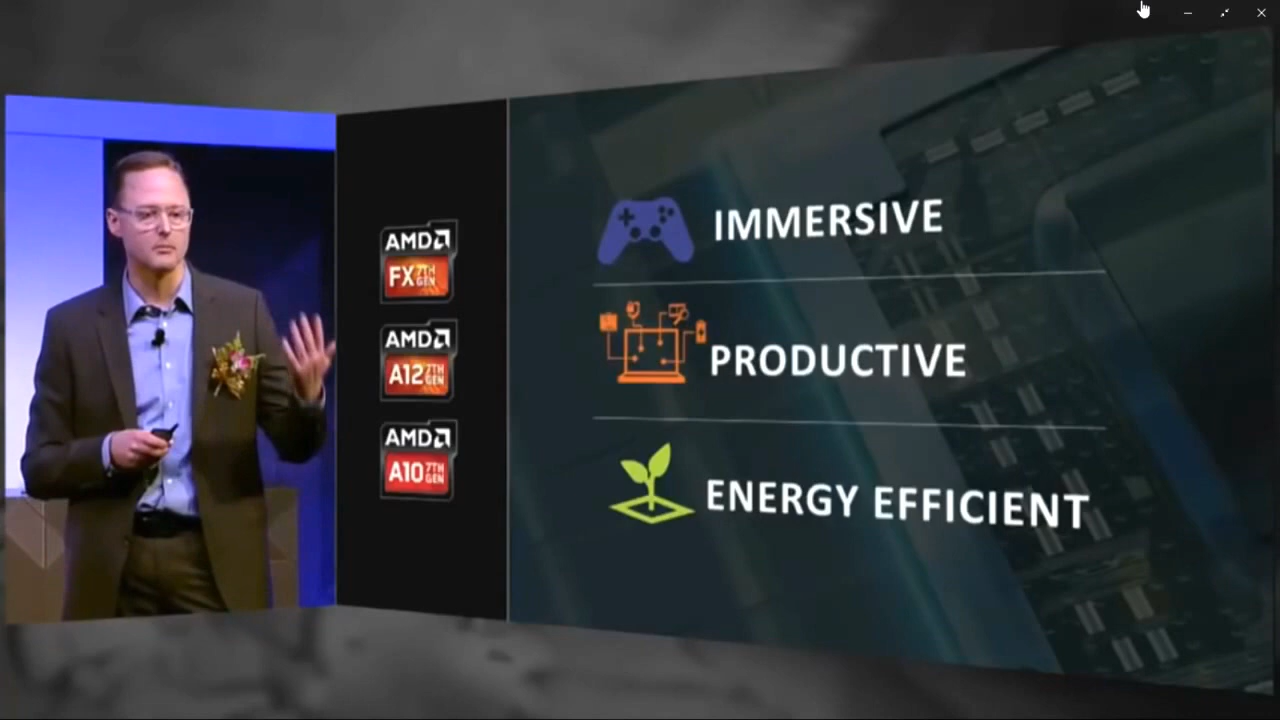 AMD
FX 7TH GEN
AMD
A12 7TH GEN
AMD
A10 7TH GEN
IMMERSIVE
PRODUCTIVE
ENERGY EFFICIENT